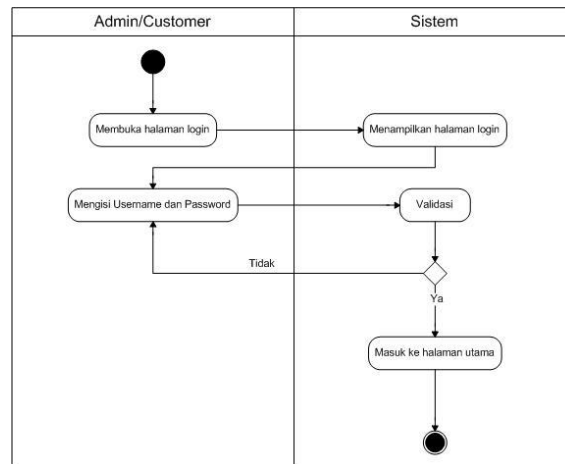 Admin/Customer
Sistem
Membuka halaman login
Menampilkan halaman login
Mengisi Username dan Password
Validasi
Tidak
Ya
Masuk ke halaman utama